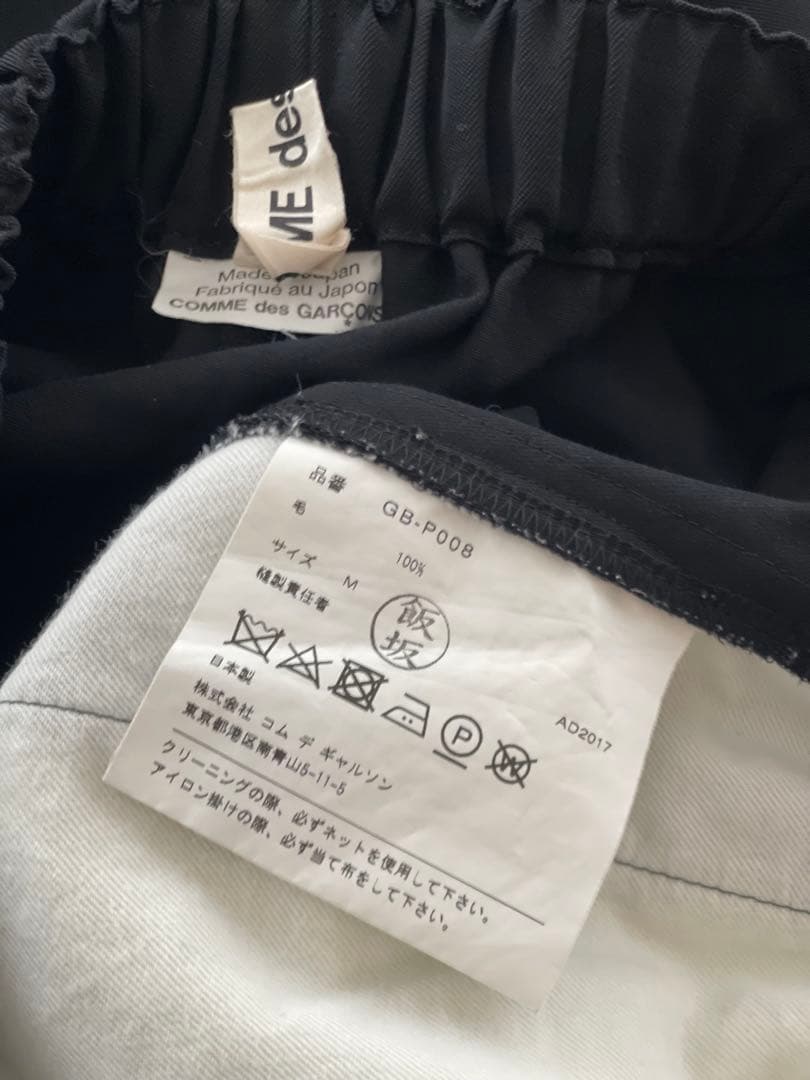 ME des
Made Japan
Fabriqué au Japon
COMME des GARÇONS
品番 GB-P008
毛 100%
サイズ M
縫製責任者 飯坂
P W
日本製 AD2017
株式会社 コム デ ギャルソン
東京都港区南青山5-11-5
クリーニングの際、必ずネットを使用して下さい。
アイロン掛けの際、必ず当て布をして下さい。